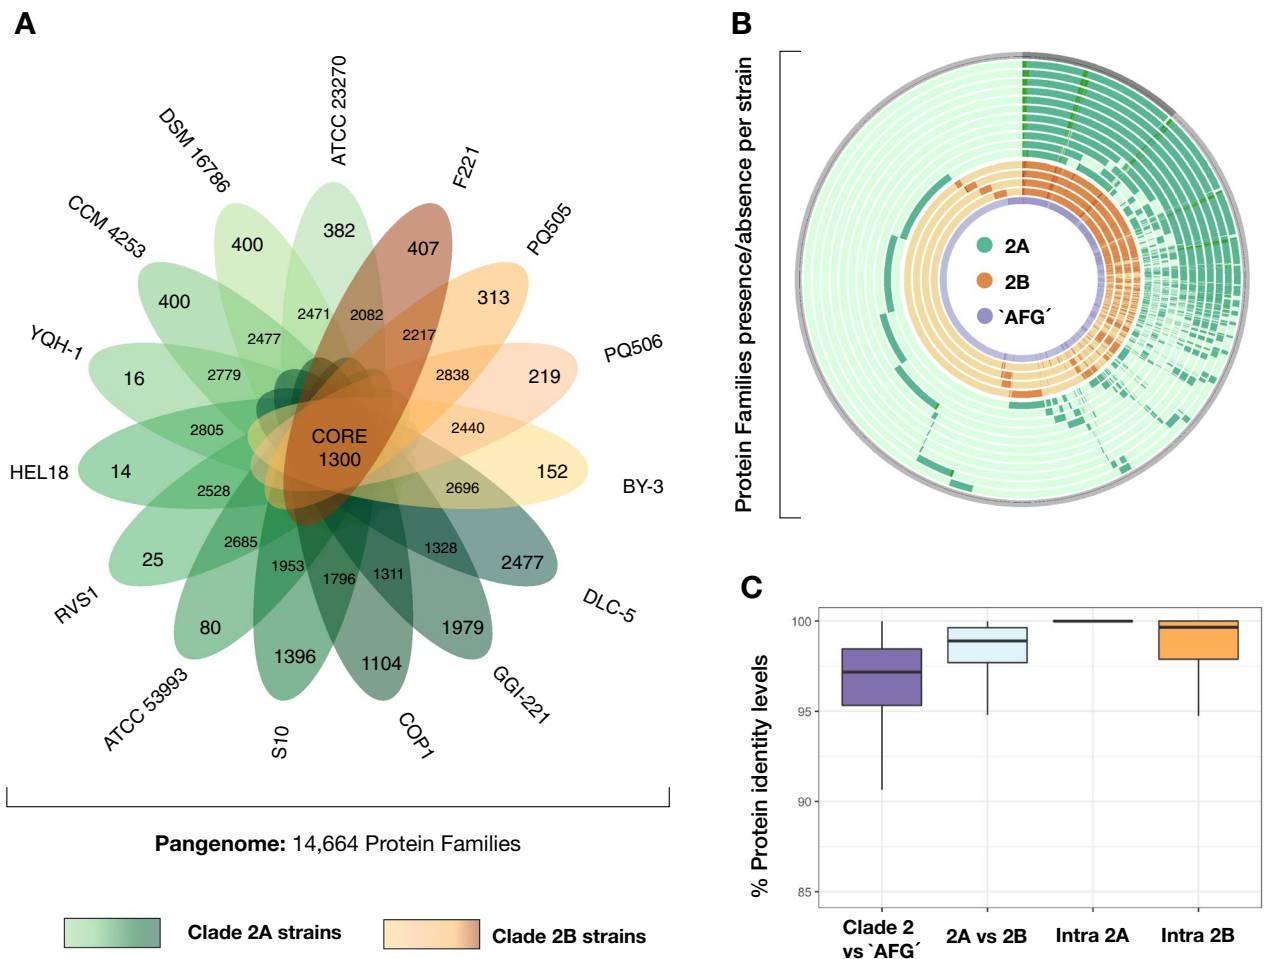 A
ATCC 23270
F221
DSM 16786
PQ505
CCM 4253
PQ506
YQH-1
HEL18
BY-3
RVS1
DLC-5
ATCC 53993
GGI-221
S10
COP1
382
407
400
313
400
219
16
14
152
25
2477
80
1979
1396
1104
2471
2082
2477
2217
2779
2838
2805
2440
2528
2696
2685
1328
1953
1796
1311
CORE
1300
Pangenome: 14,664 Protein Families
Clade 2A strains
Clade 2B strains
B
Protein Families presence/absence per strain
2A
2B
`AFG´
C
% Protein identity levels
100
95
90
85
Clade 2
vs `AFG´
2A vs 2B
Intra 2A
Intra 2B